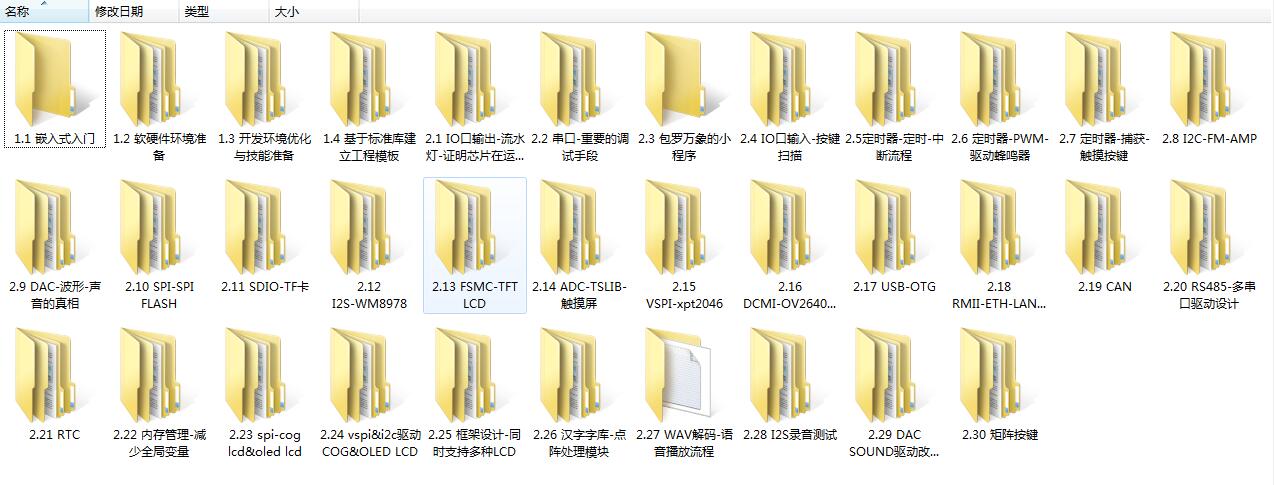 名称 修改日期 类型 大小
1.1 嵌入式入门
1.2 软硬件环境准
备
1.3 开发环境优化
与技能准备
1.4 基于标准库建
立工程模板
2.1 IO口输出-流水
灯-证明芯片在运...
2.2 串口-重要的调
试手段
2.3 包罗万象的小
程序
2.4 IO口输入-按键
扫描
2.5定时器-定时-中
断流程
2.6 定时器-PWM-
驱动蜂鸣器
2.7 定时器-捕获-
触摸按键
2.8 I2C-FM-AMP
2.9 DAC-波形-声
音的真相
2.10 SPI-SPI
FLASH
2.11 SDIO-TF卡
2.12
I2S-WM8978
2.13 FSMC-TFT
LCD
2.14 ADC-TSLIB-
触摸屏
2.15
VSPI-xpt2046
2.16
DCMI-OV2640...
2.17 USB-OTG
2.18
RMII-ETH-LAN...
2.19 CAN
2.20 RS485-多串
口驱动设计
2.21 RTC
2.22 内存管理-减
少全局变量
2.23 spi-cog
lcd&oled lcd
2.24 vspi&i2c驱动
COG&OLED LCD
2.25 框架设计-同
时支持多种LCD
2.26 汉字字库-点
阵处理模块
2.27 WAV解码-语
音播放流程
2.28 I2S录音测试
2.29 DAC
SOUND驱动改...
2.30 矩阵按键